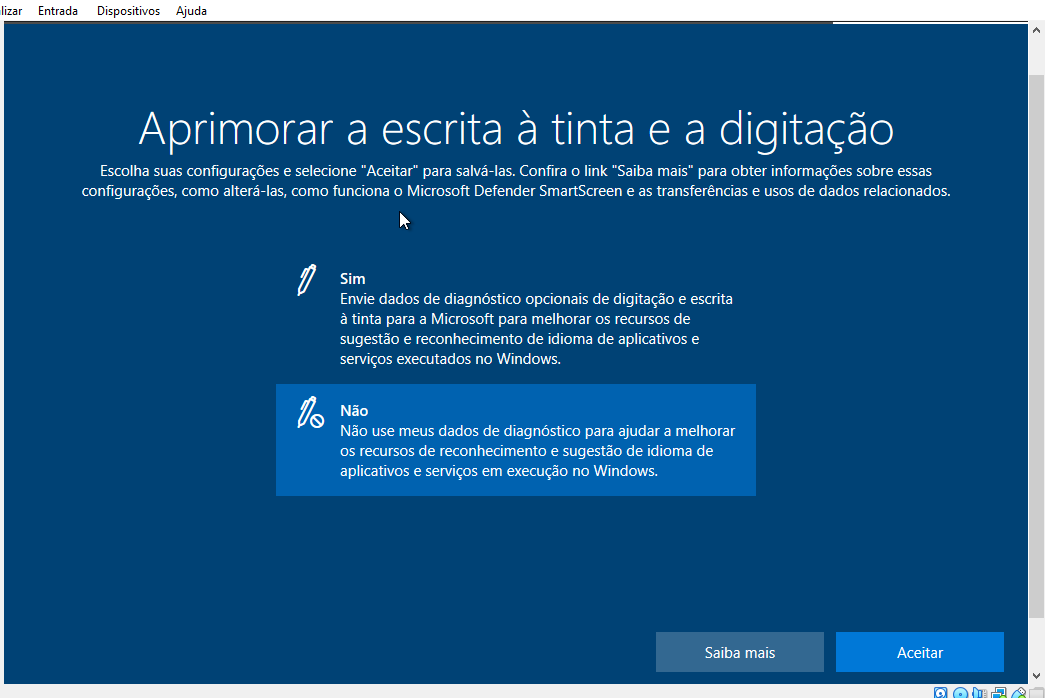 Entrada Dispositivos Ajuda
Aprimorar a escrita à tinta e a digitação
Escolha suas configurações e selecione "Aceitar" para salvá-las. Confira o link "Saiba mais" para obter informações sobre essas
configurações, como alterá-las, como funciona o Microsoft Defender SmartScreen e as transferências e usos de dados relacionados.
Sim
Envie dados de diagnóstico opcionais de digitação e escrita
à tinta para a Microsoft para melhorar os recursos de
sugestão e reconhecimento de idioma de aplicativos e
serviços executados no Windows.
Não
Não use meus dados de diagnóstico para ajudar a melhorar
os recursos de reconhecimento e sugestão de idioma de
aplicativos e serviços em execução no Windows.
Saiba mais Aceitar